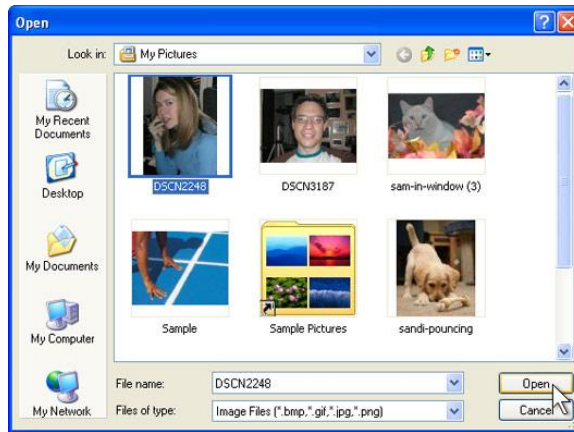 Open
Look in:
My Pictures
My Recent
Documents
Desktop
My Documents
My Computer
My Network
DSCN2248
DSCN3187
sam-in-window (3)
Sample
Sample Pictures
sandi-pouncing
File name:
DSCN2248
Open
Files of type:
Image Files (*.bmp,*.gif,*.jpg,*.png)
Cancel